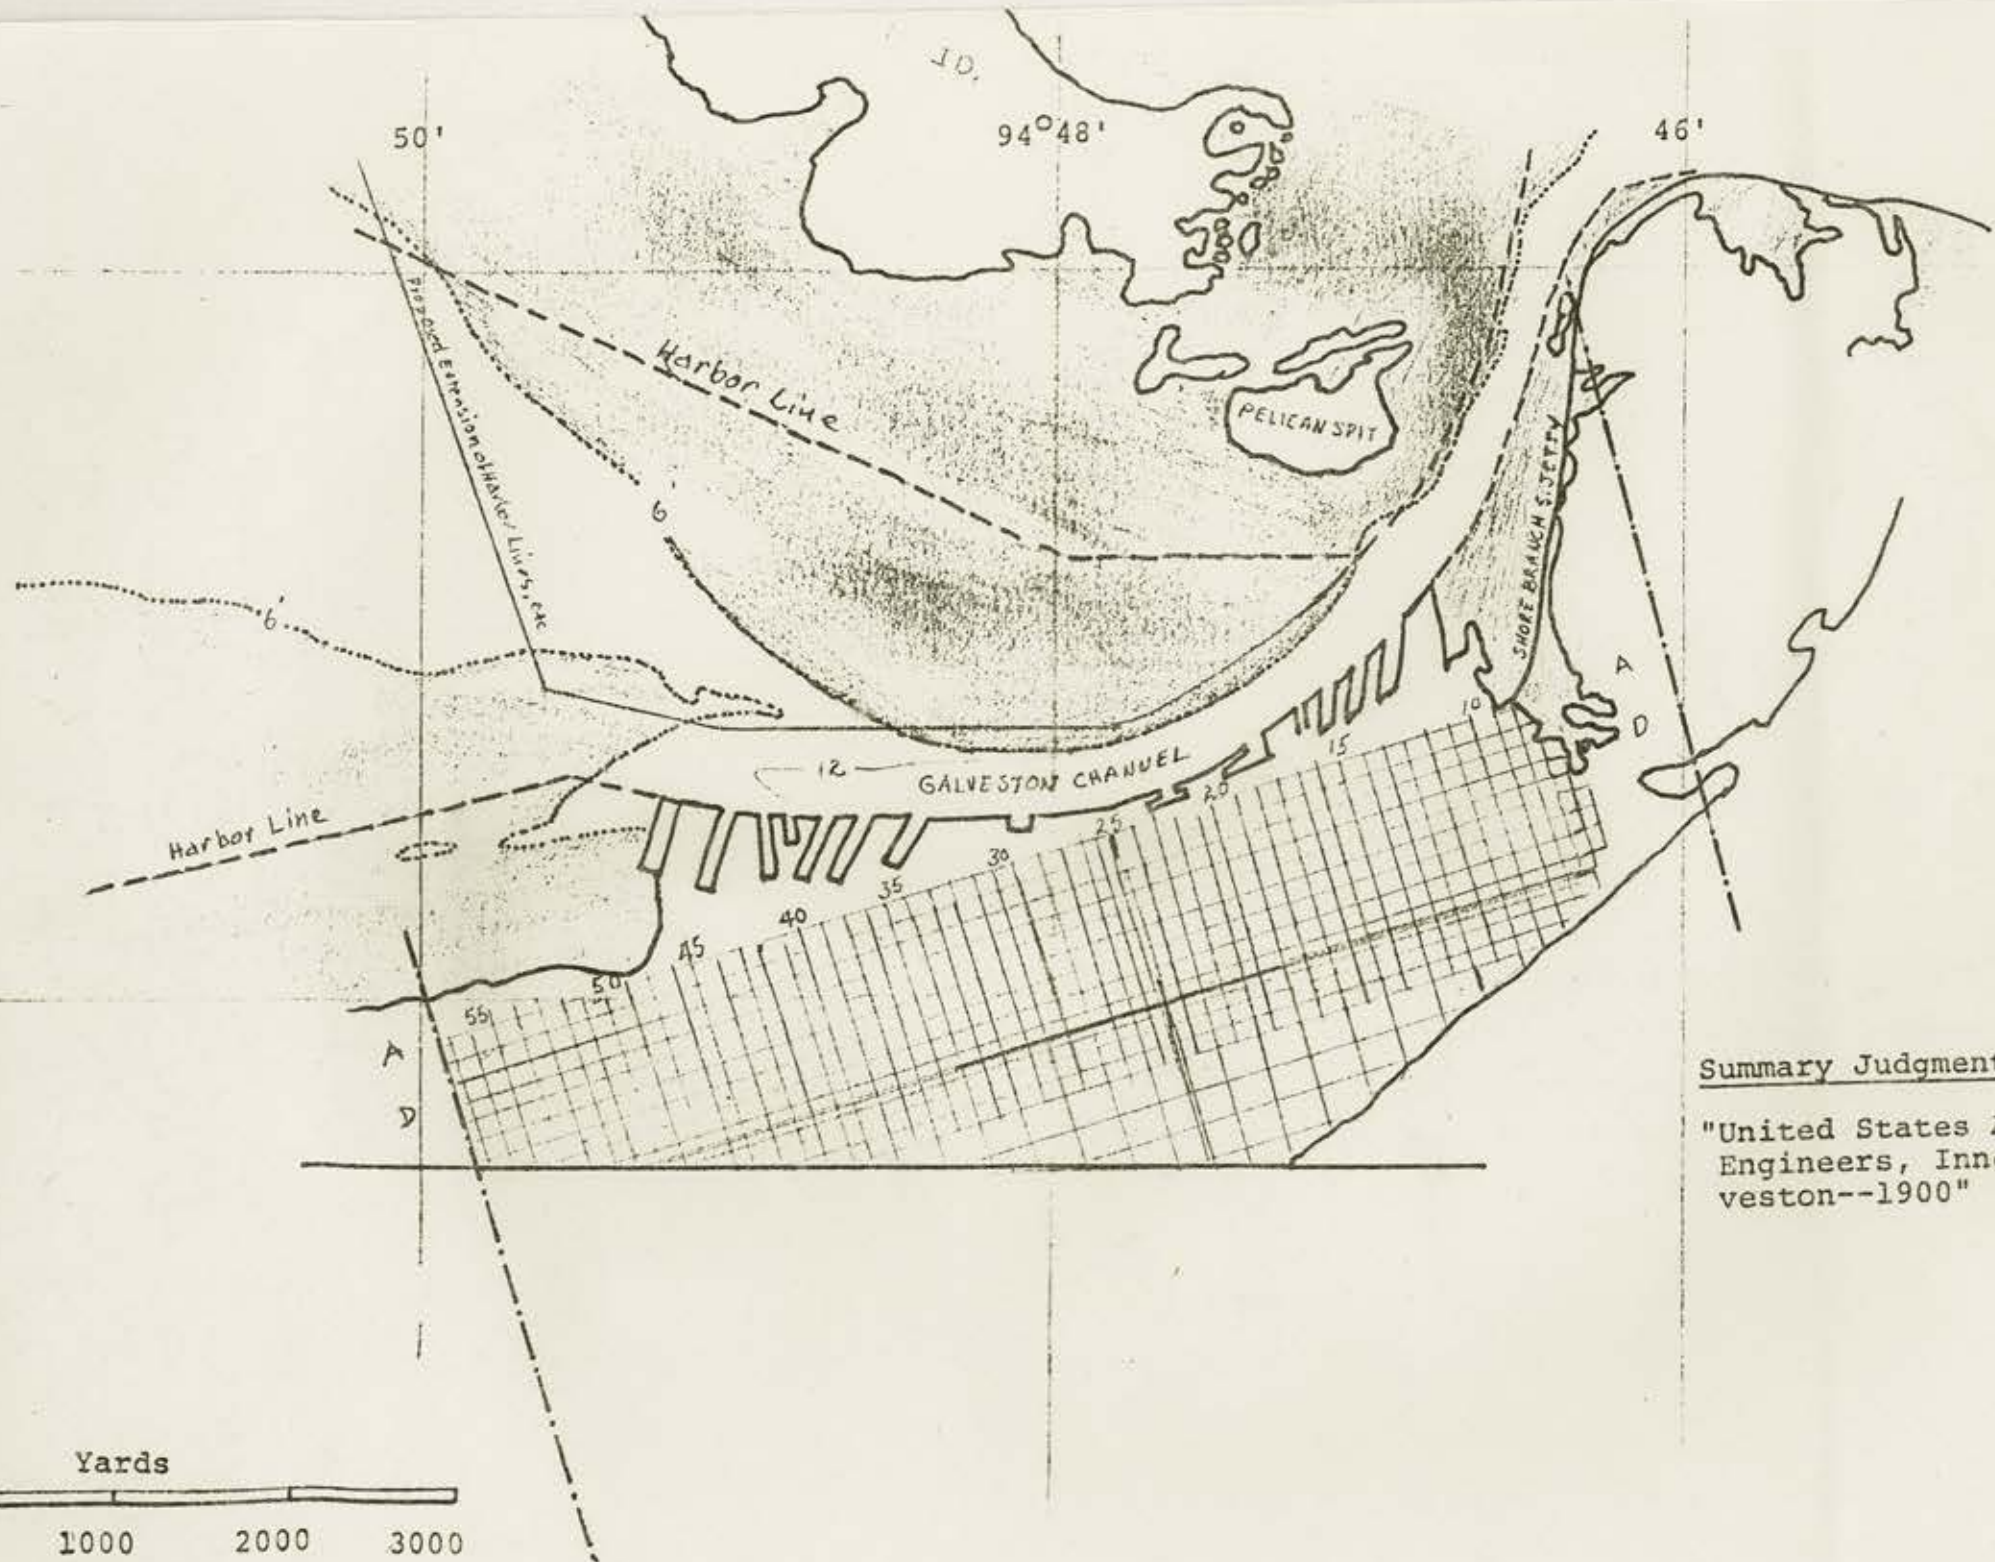 JD.
50'
94°48'
46'
Proposed Extension of Harbor Lines, etc
Harbor Line
PELICAN SPIT
SHORE BRANCH S. JETTY
6'
6'
A
D
10
12
GALVESTON CHANUEL
15
20
25
Harbor Line
30
35
40
45
50
55
A
D
Summary Judgment
"United States
Engineers, Inn
veston--1900"
Yards
1000 2000 3000